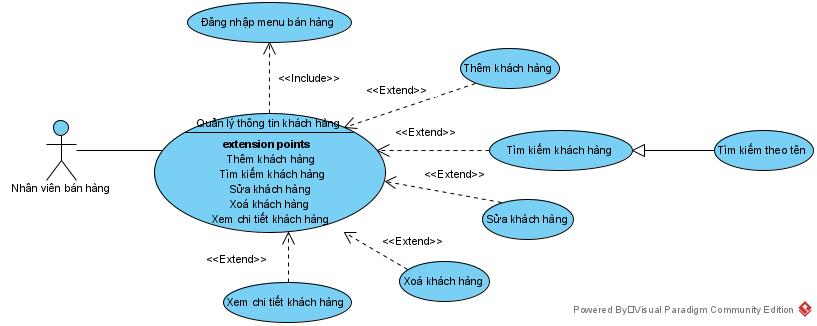 Đăng nhập menu bán hàng
Thêm khách hàng
<<Include>>
<<Extend>>
Quản lý thông tin khách hàng
<<Extend>>
extension points
Thêm khách hàng
Tìm kiếm khách hàng
Sửa khách hàng
Xoá khách hàng
Xem chi tiết khách hàng
Tìm kiếm khách hàng
Tìm kiếm theo tên
Nhân viên bán hàng
<<Extend>>
Sửa khách hàng
<<Extend>>
<<Extend>>
Xoá khách hàng
Xem chi tiết khách hàng
Powered By Visual Paradigm Community Edition